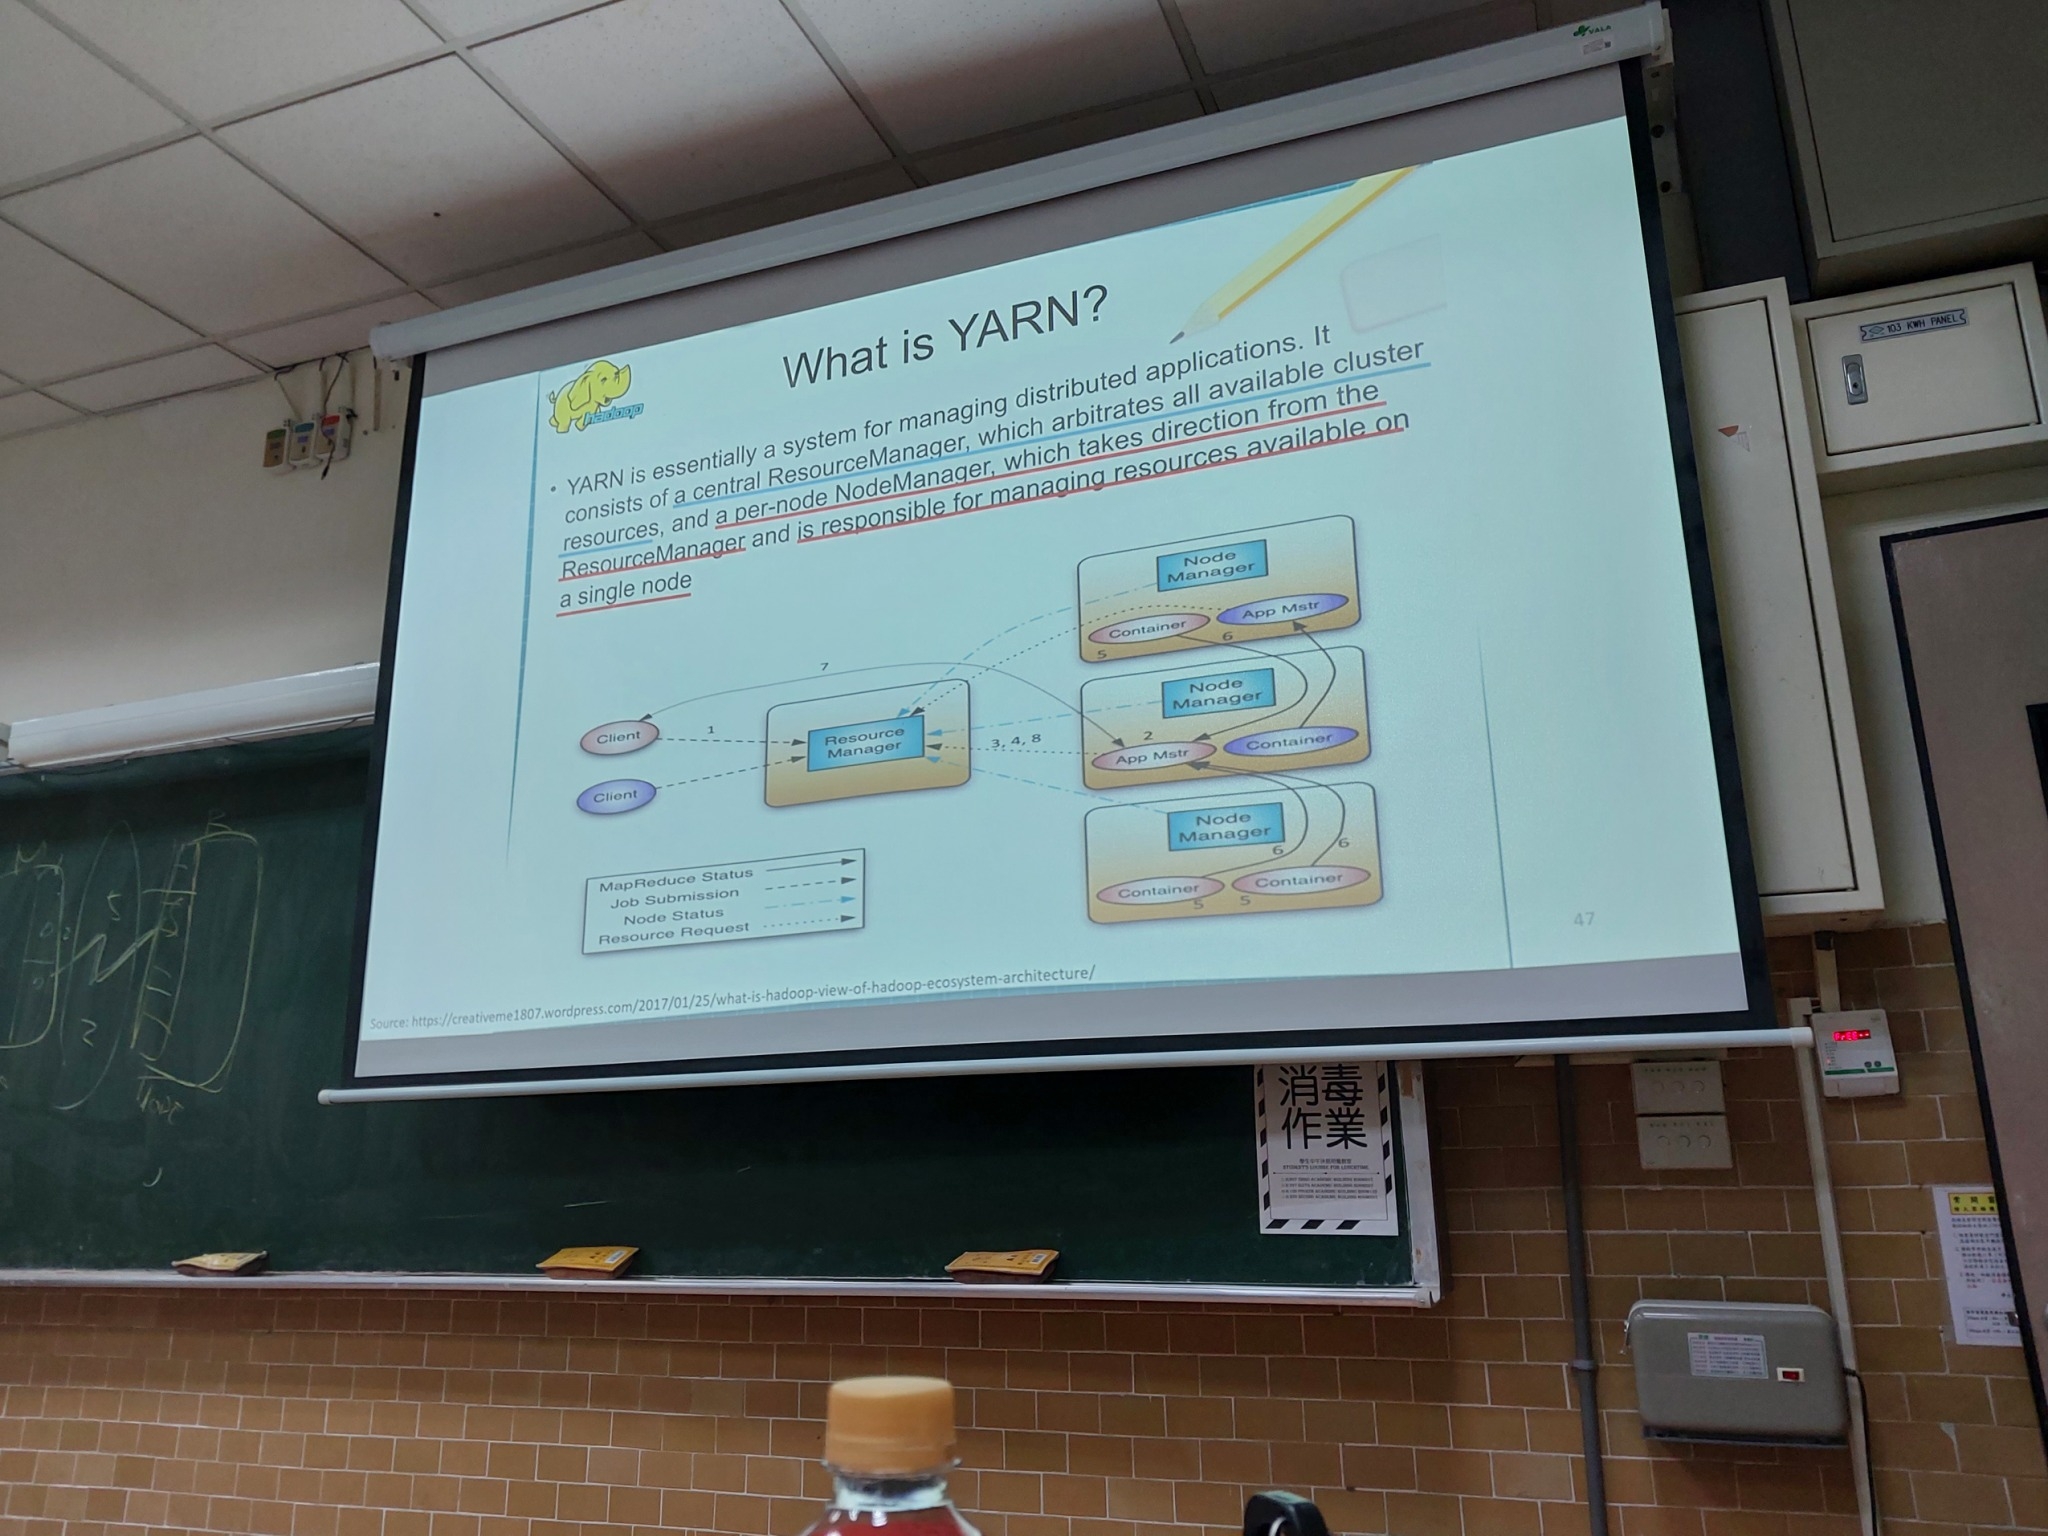 VALA
103 KWH PANEL
What is YARN?
hadoop
• YARN is essentially a system for managing distributed applications. It
consists of a central ResourceManager, which arbitrates all available cluster
resources, and a per-node NodeManager, which takes direction from the
ResourceManager and is responsible for managing resources available on
a single node
Node
Manager
Container
App Mstr
5
6
7
Client
1
Resource
Manager
3, 4, 8
Node
Manager
2
App Mstr
Container
Client
Node
Manager
6
6
Container
Container
5
5
MapReduce Status
Job Submission
Node Status
Resource Request
47
Source: https://creativeme1807.wordpress.com/2017/01/25/what-is-hadoop-view-of-hadoop-ecosystem-architecture/
消毒
作業
STUDENT'S LOUNGE FOR LUNCHTIME